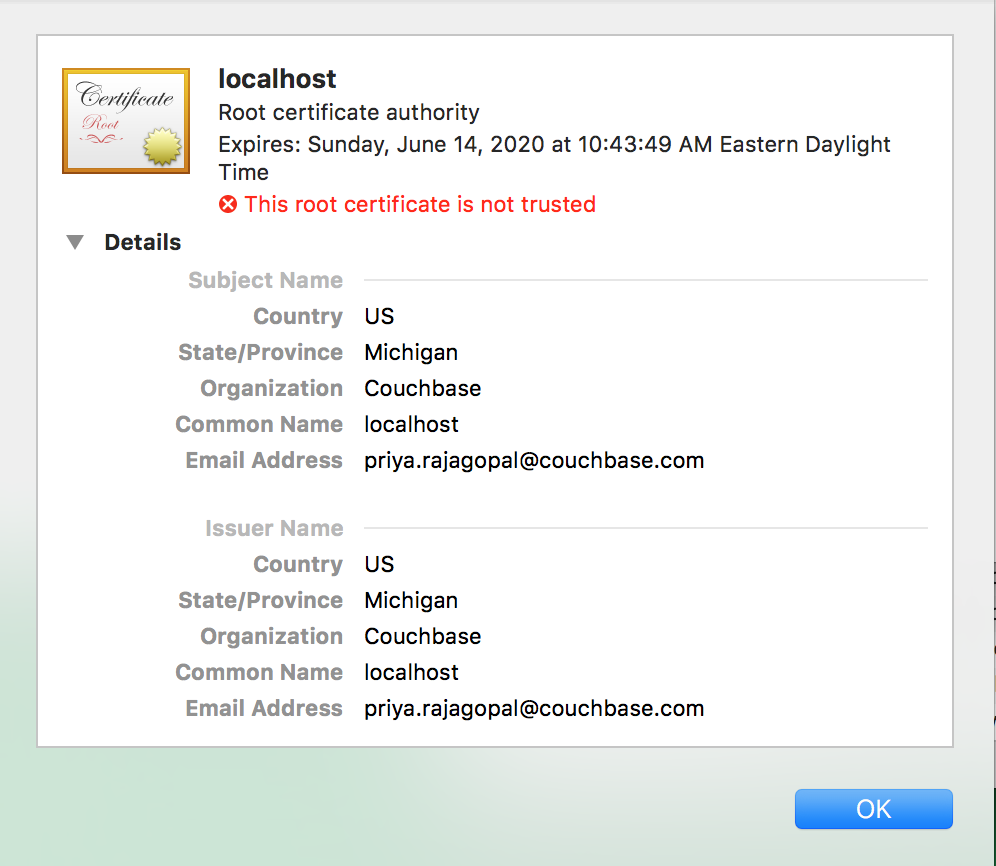 Certificate
Root
localhost
Root certificate authority
Expires: Sunday, June 14, 2020 at 10:43:49 AM Eastern Daylight
Time
This root certificate is not trusted
Details
Subject Name
Country US
State/Province Michigan
Organization Couchbase
Common Name localhost
Email Address priya.rajagopal@couchbase.com
Issuer Name
Country US
State/Province Michigan
Organization Couchbase
Common Name localhost
Email Address priya.rajagopal@couchbase.com
OK